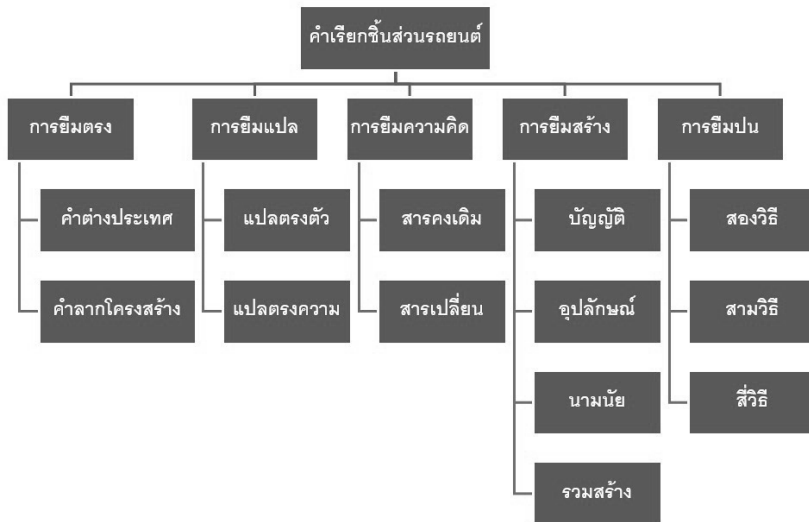 คำเรียกชิ้นส่วนรถยนต์
การยืมตรง
การยืมแปล
การยืมความคิด
การยืมสร้าง
การยืมปน
คำต่างประเทศ
แปลตรงตัว
สารคงเดิม
บัญญัติ
สองวิธี
คำลากโครงสร้าง
แปลตรงความ
สารเปลี่ยน
อุปลักษณ์
สามวิธี
นามนัย
สี่วิธี
รวมสร้าง